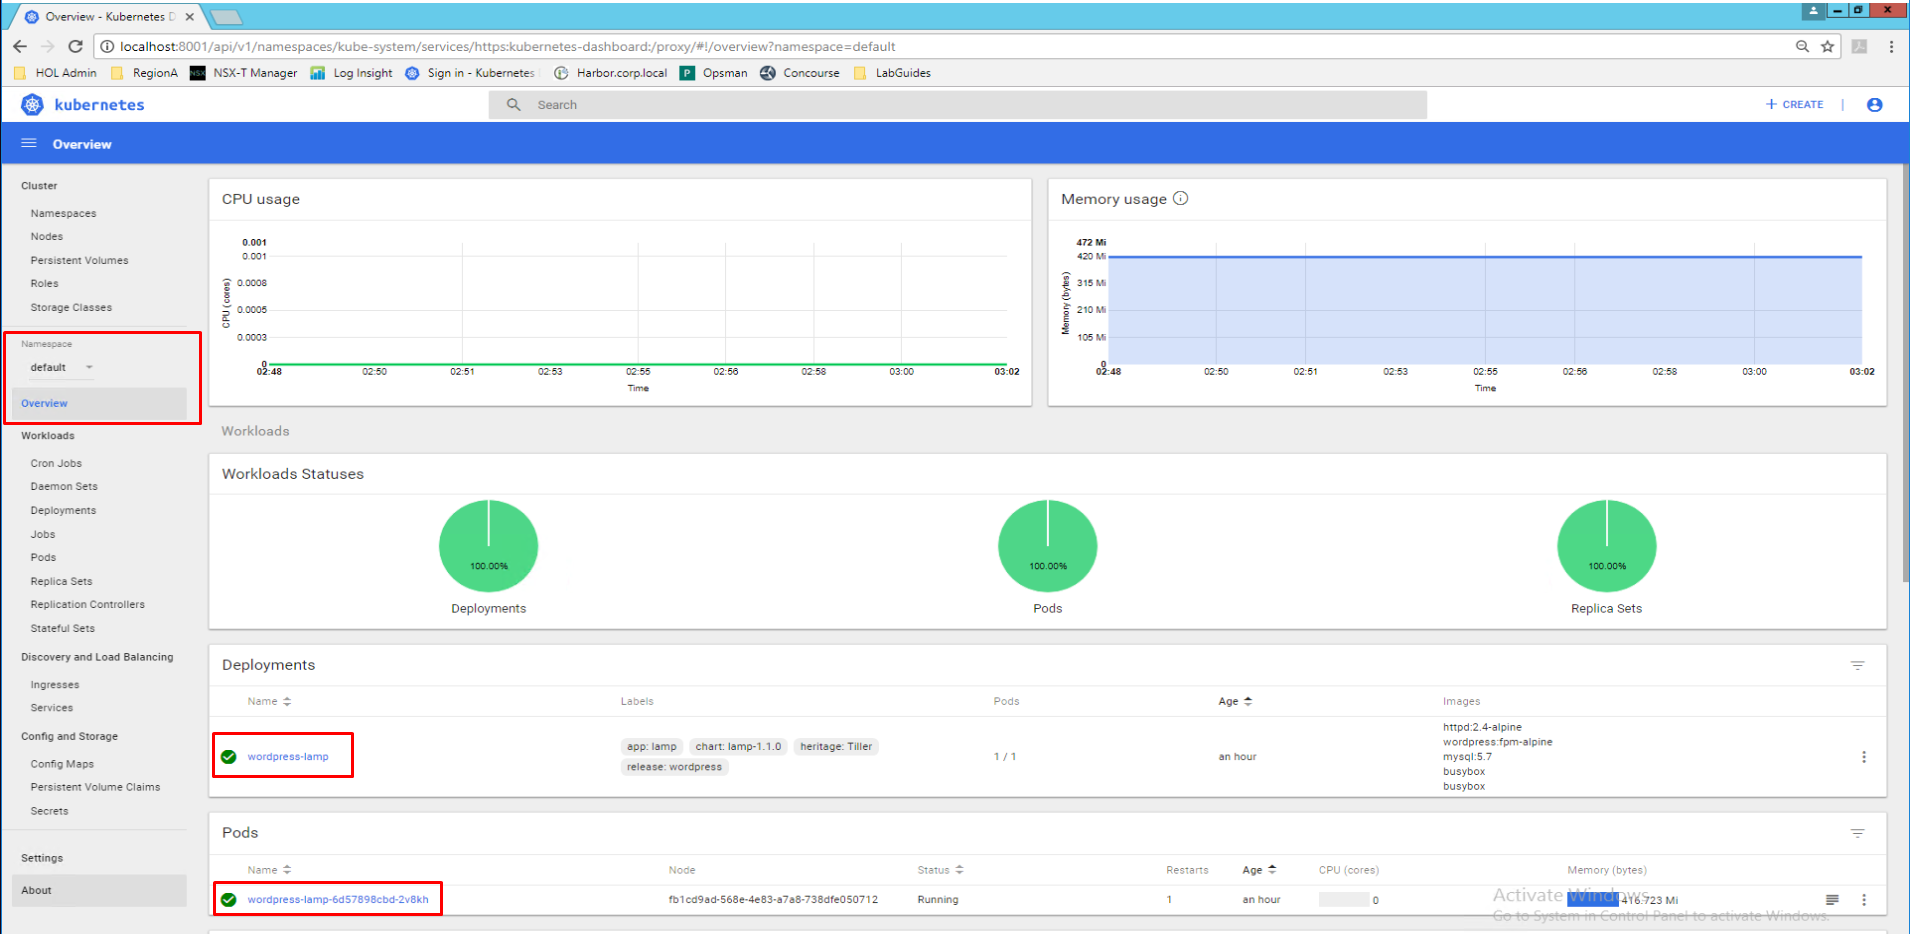 Overview - Kubernetes D
localhost:8001/api/v1/namespaces/kube-system/services/https:kubernetes-dashboard:/proxy/#!/overview?namespace=default
HOL Admin RegionA NSX-T Manager Log Insight Sign in - Kubernetes Harbor.corp.local P Opsman Concourse LabGuides
kubernetes Search + CREATE |
Overview
Cluster
Namespaces
Nodes
Persistent Volumes
Roles
Storage Classes
Namespace
default
Overview
Workloads
Cron Jobs
Daemon Sets
Deployments
Jobs
Pods
Replica Sets
Replication Controllers
Stateful Sets
Discovery and Load Balancing
Ingresses
Services
Config and Storage
Config Maps
Persistent Volume Claims
Secrets
Settings
About
CPU usage
0.001
0.001
0.0008
0.0005
0.0003
0
CPU (cores)
02:48 02:50 02:51 02:53 02:55 02:56 02:58 03:00 03:02
Time
Memory usage
472 Mi
420 Mi
315 Mi
210 Mi
105 Mi
0
Memory (bytes)
02:48 02:50 02:51 02:53 02:55 02:56 02:58 03:00 03:02
Time
Workloads
Workloads Statuses
100.00% 100.00% 100.00%
Deployments Pods Replica Sets
Deployments
Name Labels Pods Age Images
wordpress-lamp
app: lamp chart: lamp-1.1.0 heritage: Tiller
release: wordpress
1 / 1
an hour
httpd:2.4-alpine
wordpress:fpm-alpine
mysql:5.7
busybox
busybox
Pods
Name Node Status Restarts Age CPU (cores) Memory (bytes)
wordpress-lamp-6d57898cbd-2v8kh fb1cd9ad-568e-4e83-a7a8-738dfe050712 Running 1 an hour 0 416.723 Mi
Activate Windows
Go to System in Control Panel to activate Windows.